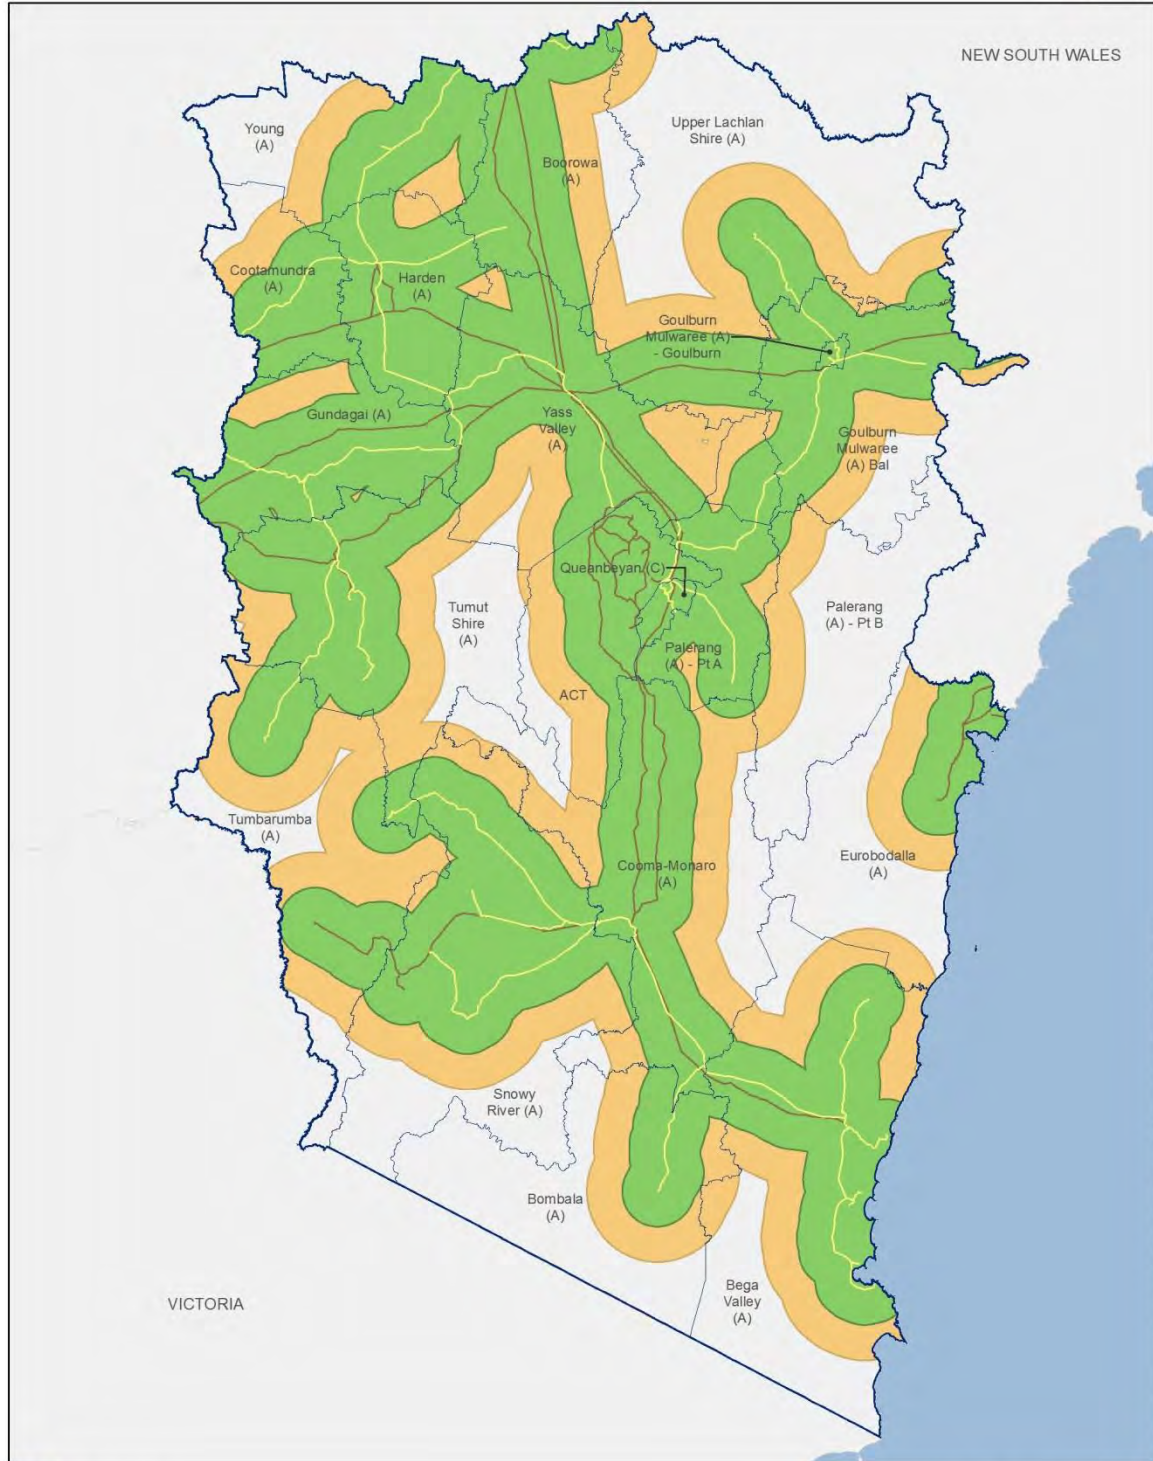 NEW SOUTH WALES
Young
(A)
Upper Lachlan
Shire (A)
Boorowa
(A)
Cootamundra
(A)
Harden
(A)
Goulburn
Mulwaree (A)
- Goulburn
Gundagai (A)
Yass
Valley
(A)
Goulburn
Mulwaree
(A) Bal
Queanbeyan (C)
Tumut
Shire
(A)
Palerang
(A) - Pt B
Palerang
(A) - Pt A
ACT
Tumbarumba
(A)
Eurobodalla
(A)
Cooma-Monaro
(A)
Snowy
River (A)
Bombala
(A)
Bega
Valley
(A)
VICTORIA